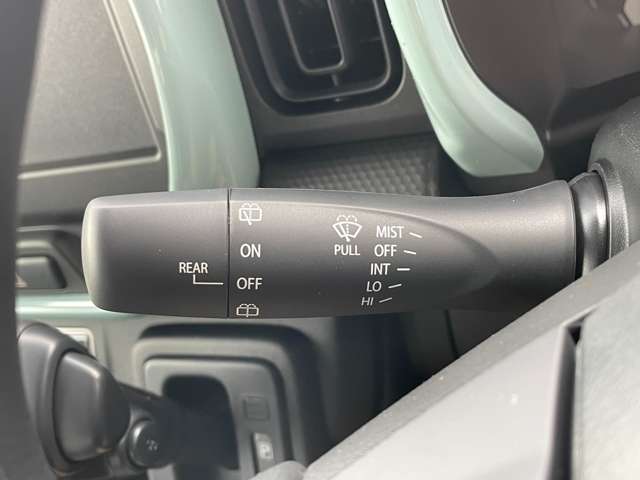 MIST
PULL OFF
ON INT
REAR OFF LO
HI